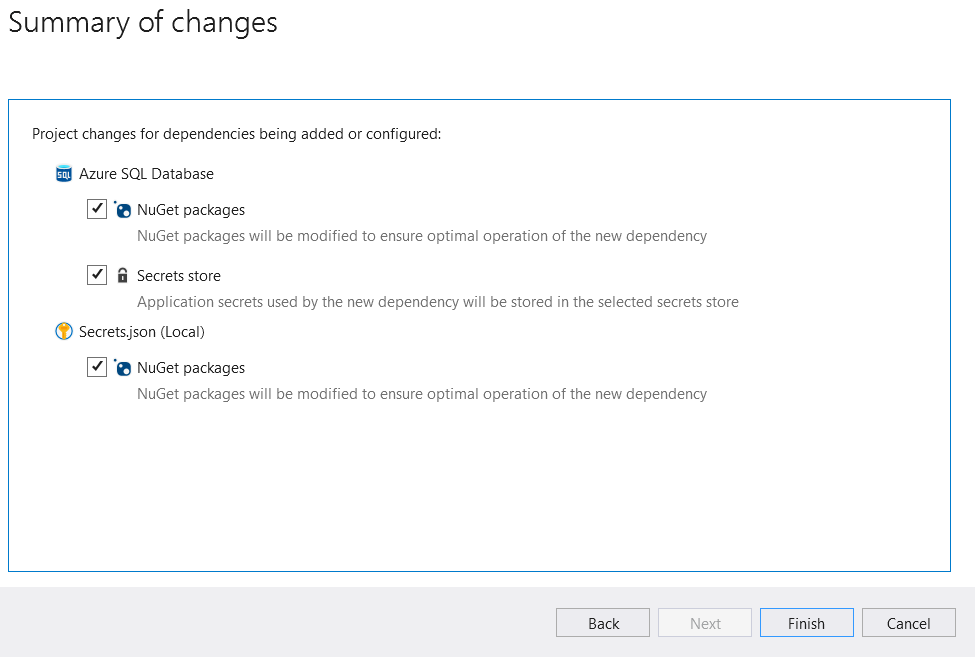 Summary of changes
Project changes for dependencies being added or configured:
SQL Azure SQL Database
NuGet packages
NuGet packages will be modified to ensure optimal operation of the new dependency
Secrets store
Application secrets used by the new dependency will be stored in the selected secrets store
Secrets.json (Local)
NuGet packages
NuGet packages will be modified to ensure optimal operation of the new dependency
Back Next Finish Cancel